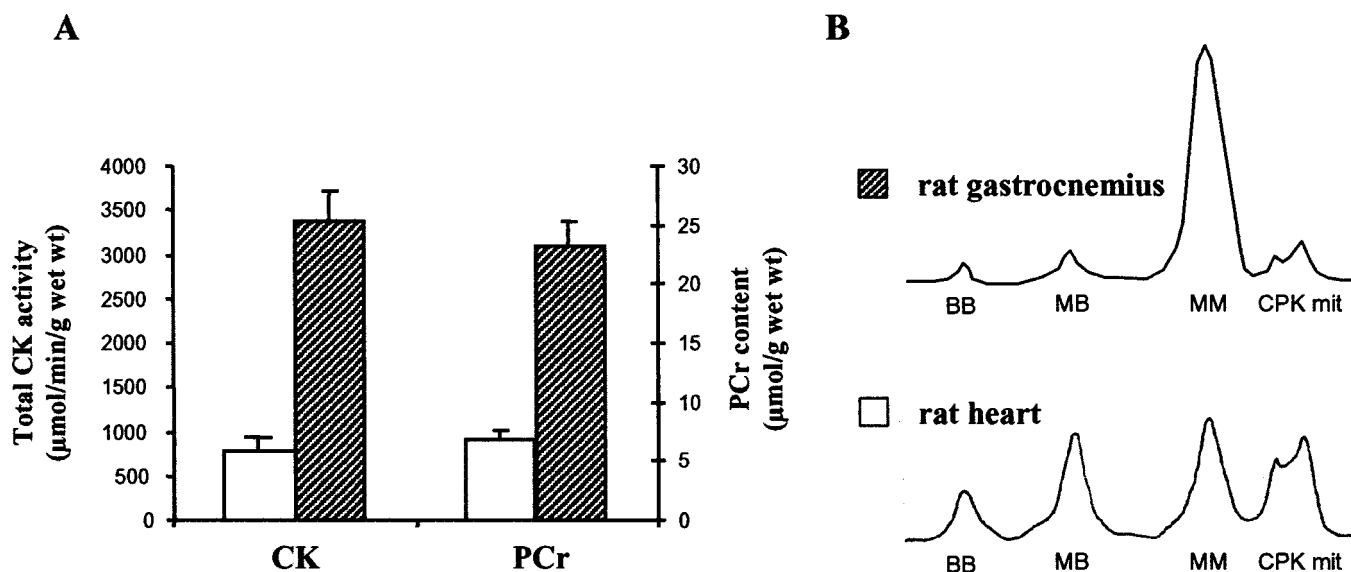 A
B
4000
3500
3000
2500
2000
1500
1000
500
0
Total CK activity
(µmol/min/g wet wt)
30
25
20
15
10
5
0
PCr content
(µmol/g wet wt)
CK
PCr
rat gastrocnemius
BB
MB
MM
CPK mit
rat heart
BB
MB
MM
CPK mit